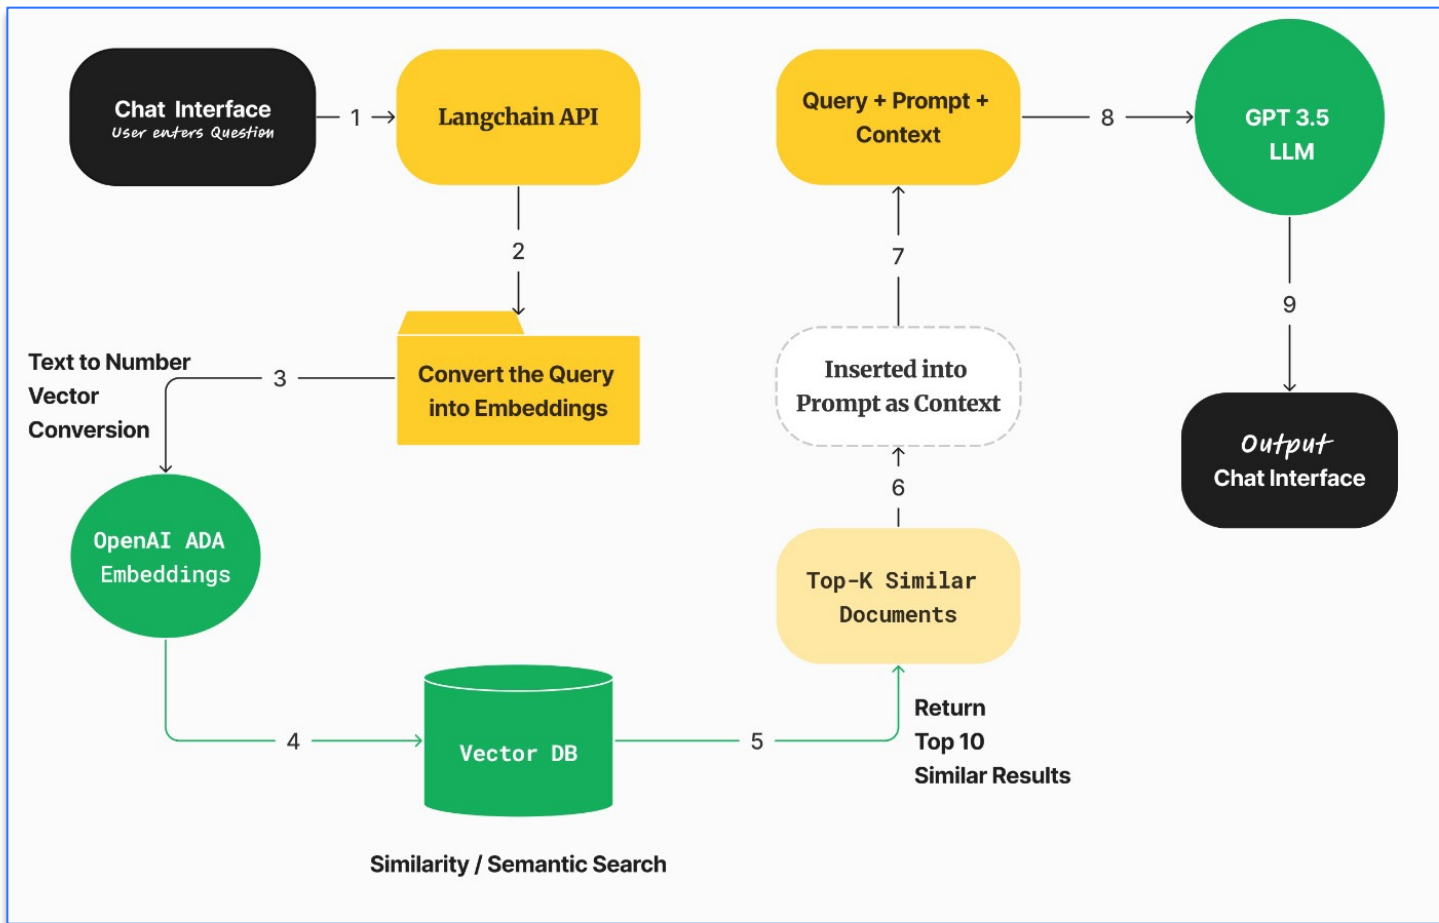 Chat Interface
User enters Question
1
Langchain API
2
Convert the Query
into Embeddings
3
Text to Number
Vector
Conversion
OpenAI ADA
Embeddings
4
Vector DB
Similarity / Semantic Search
5
Return
Top 10
Similar Results
Top-K Similar
Documents
6
Inserted into
Prompt as Context
7
Query + Prompt +
Context
8
GPT 3.5
LLM
9
Output
Chat Interface